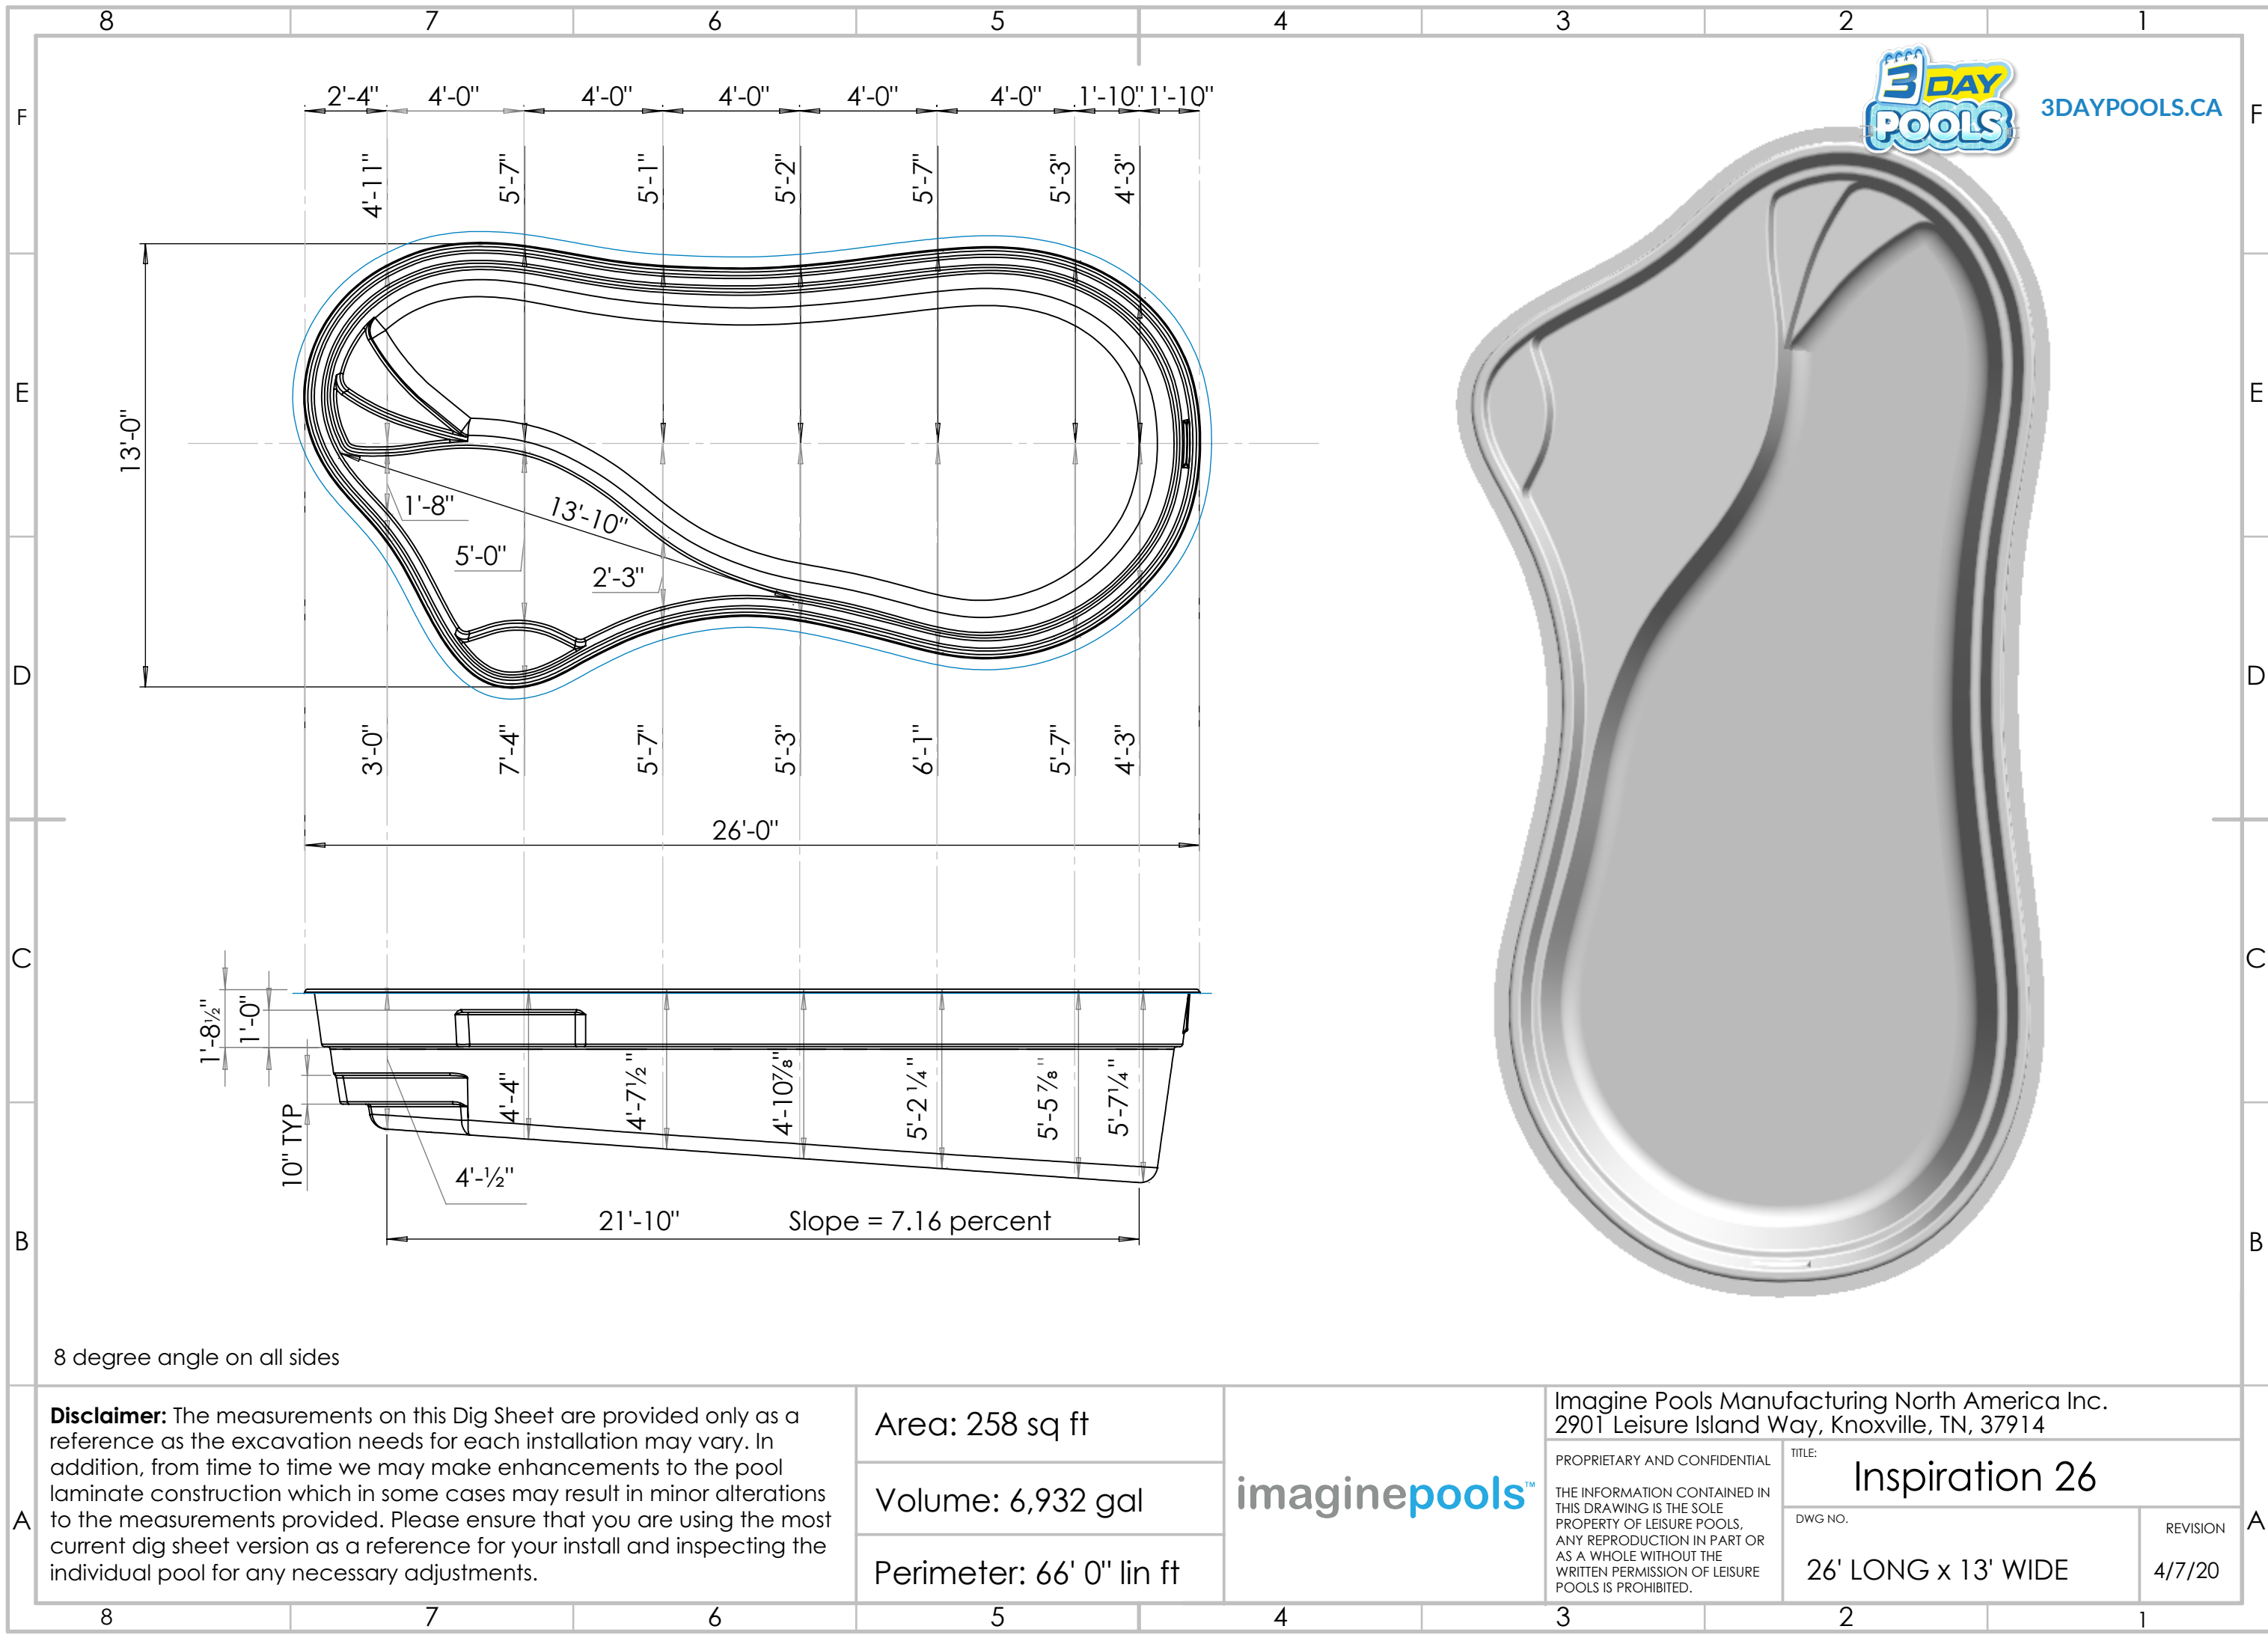 8 7 6 5 4 3 2 1
F
F
3 DAY
POOLS
3DAYPOOLS.CA
2'-4" 4'-0" 4'-0" 4'-0" 4'-0" 4'-0" 1'-10" 1'-10"
4'-11" 5'-7" 5'-1" 5'-2" 5'-7" 5'-3" 4'-3"
E
E
13'-0"
1'-8"
13'-10"
5'-0"
2'-3"
D
D
3'-0" 7'-4" 5'-7" 5'-3" 6'-1" 5'-7" 4'-3"
26'-0"
C
C
1'-8½"
1'-0"
10" TYP
4'-4" 4'-7½" 4'-10⅞" 5'-2 ¼" 5'-5⅞" 5'-7¼"
4'-½"
21'-10"
Slope = 7.16 percent
B
B
8 degree angle on all sides
Disclaimer: The measurements on this Dig Sheet are provided only as a
reference as the excavation needs for each installation may vary. In
addition, from time to time we may make enhancements to the pool
laminate construction which in some cases may result in minor alterations
to the measurements provided. Please ensure that you are using the most
current dig sheet version as a reference for your install and inspecting the
individual pool for any necessary adjustments.
Area: 258 sq ft
Volume: 6,932 gal
Perimeter: 66' 0" lin ft
imaginepools™
Imagine Pools Manufacturing North America Inc.
2901 Leisure Island Way, Knoxville, TN, 37914
PROPRIETARY AND CONFIDENTIAL
THE INFORMATION CONTAINED IN
THIS DRAWING IS THE SOLE
PROPERTY OF LEISURE POOLS,
ANY REPRODUCTION IN PART OR
AS A WHOLE WITHOUT THE
WRITTEN PERMISSION OF LEISURE
POOLS IS PROHIBITED.
TITLE:
Inspiration 26
DWG NO.
26' LONG x 13' WIDE
REVISION
4/7/20
A
A
8 7 6 5 4 3 2 1